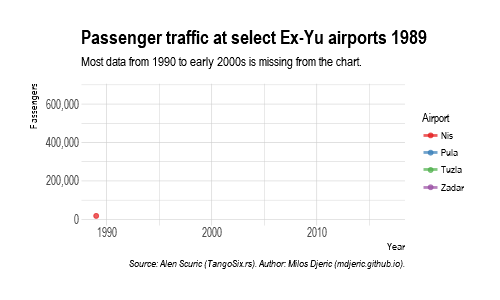 Passenger traffic at select Ex-Yu airports 1989
Most data from 1990 to early 2000s is missing from the chart.
Passengers
600,000
400,000
200,000
0
1990
2000
2010
Year
Airport
Nis
Pula
Tuzla
Zadar
Source: Alen Scuric (TangoSix.rs). Author: Milos Djeric (mdjeric.github.io).